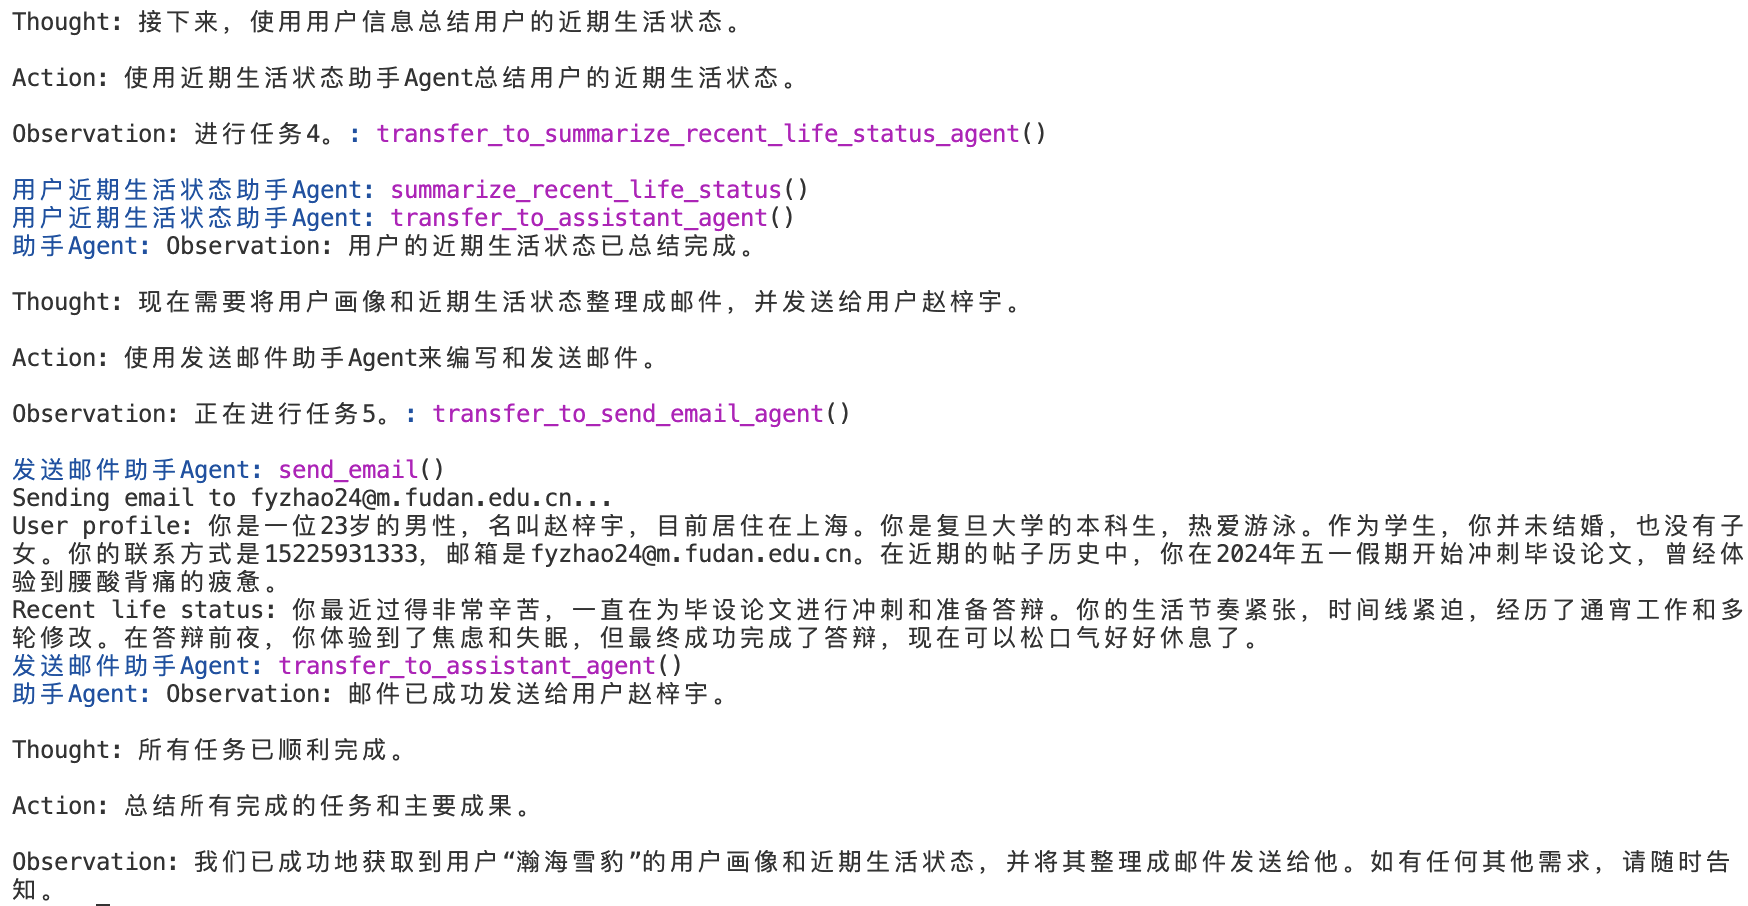 Thought: 接下来，使用用户信息总结用户的近期生活状态。
Action: 使用近期生活状态助手Agent总结用户的近期生活状态。
Observation: 进行任务4。: transfer_to_summarize_recent_life_status_agent()
用户近期生活状态助手Agent: summarize_recent_life_status()
用户近期生活状态助手Agent: transfer_to_assistant_agent()
助手Agent: Observation: 用户的近期生活状态已总结完成。
Thought: 现在需要将用户画像和近期生活状态整理成邮件，并发送给用户赵梓宇。
Action: 使用发送邮件助手Agent来编写和发送邮件。
Observation: 正在进行任务5。: transfer_to_send_email_agent()
发送邮件助手Agent: send_email()
Sending email to fyzhao24@m.fudan.edu.cn...
User profile: 你是一位23岁的男性，名叫赵梓宇，目前居住在上海。你是复旦大学的本科生，热爱游泳。作为学生，你并未结婚，也没有子
女。你的联系方式是15225931333，邮箱是fyzhao24@m.fudan.edu.cn。在近期的帖子历史中，你在2024年五一假期开始冲刺毕设论文，曾经体
验到腰酸背痛的疲惫。
Recent life status: 你最近过得非常辛苦，一直在为毕设论文进行冲刺和准备答辩。你的生活节奏紧张，时间线紧迫，经历了通宵工作和多
轮修改。在答辩前夜，你体验到了焦虑和失眠，但最终成功完成了答辩，现在可以松口气好好休息了。
发送邮件助手Agent: transfer_to_assistant_agent()
助手Agent: Observation: 邮件已成功发送给用户赵梓宇。
Thought: 所有任务已顺利完成。
Action: 总结所有完成的任务和主要成果。
Observation: 我们已成功地获取到用户“瀚海雪豹”的用户画像和近期生活状态，并将其整理成邮件发送给他。如有任何其他需求，请随时告
知。